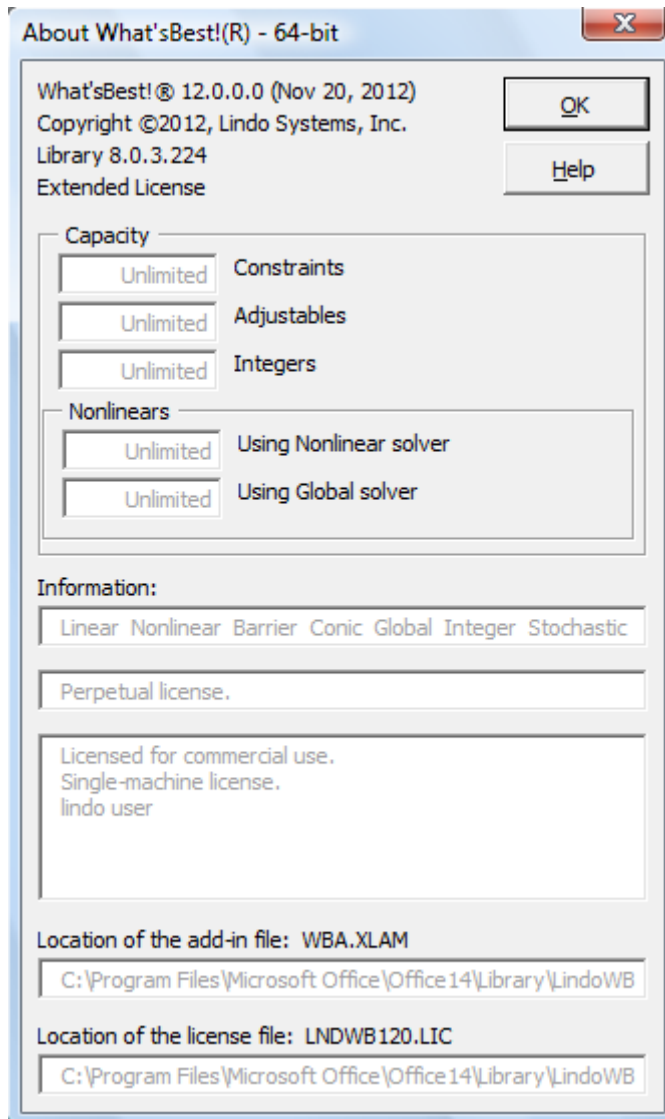 About What'sBest!(R) - 64-bit
What'sBest!® 12.0.0.0 (Nov 20, 2012)
Copyright ©2012, Lindo Systems, Inc.
Library 8.0.3.224
Extended License
OK
Help
Capacity
Unlimited Constraints
Unlimited Adjustables
Unlimited Integers
Nonlinears
Unlimited Using Nonlinear solver
Unlimited Using Global solver
Information:
Linear Nonlinear Barrier Conic Global Integer Stochastic
Perpetual license.
Licensed for commercial use.
Single-machine license.
lindo user
Location of the add-in file: WBA.XLAM
C:\Program Files\Microsoft Office\Office14\Library\LindoWB
Location of the license file: LNDWB120.LIC
C:\Program Files\Microsoft Office\Office14\Library\LindoWB